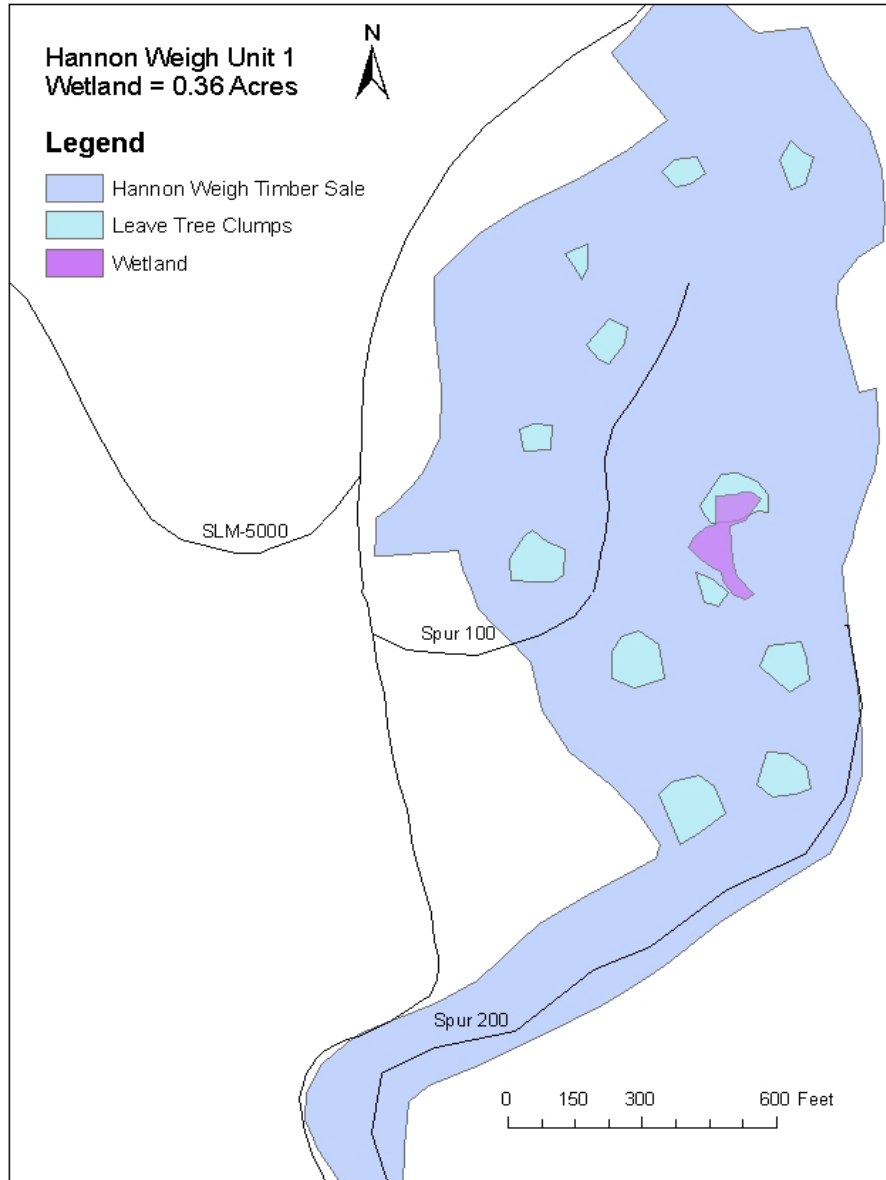 Hannon Weigh Unit 1
Wetland = 0.36 Acres
N
Legend
Hannon Weigh Timber Sale
Leave Tree Clumps
Wetland
SLM-5000
Spur 100
Spur 200
0 150 300 600 Feet